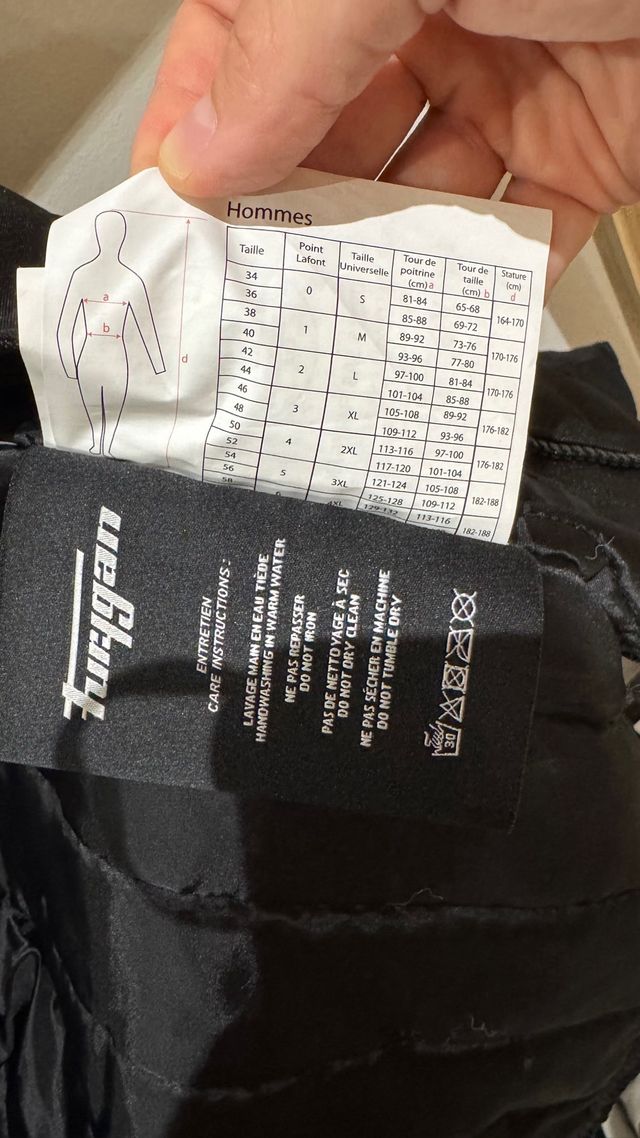 Hommes
Taille Point Lafont Taille Universelle Tour de poitrine (cm) a Tour de taille (cm) b Stature (cm) d
34 0 S 81-84 65-68 164-170
36 85-88 69-72
38 1 M 89-92 73-76 170-176
40 93-96 77-80
42 2 L 97-100 81-84 170-176
44 101-104 85-88
46 3 XL 105-108 89-92 176-182
48 109-112 93-96
50 4 2XL 113-116 97-100 176-182
52 117-120 101-104
54 5 3XL 121-124 105-108 182-188
56 125-128 109-112
58 6 4XL 129-132 113-116 182-188
a
b
d
Furygan
ENTRETIEN
CARE INSTRUCTIONS :
LAVAGE MAIN EN EAU TIÈDE
HANDWASHING IN WARM WATER
NE PAS REPASSER
DO NOT IRON
PAS DE NETTOYAGE À SEC
DO NOT DRY CLEAN
NE PAS SÉCHER EN MACHINE
DO NOT TUMBLE DRY
30